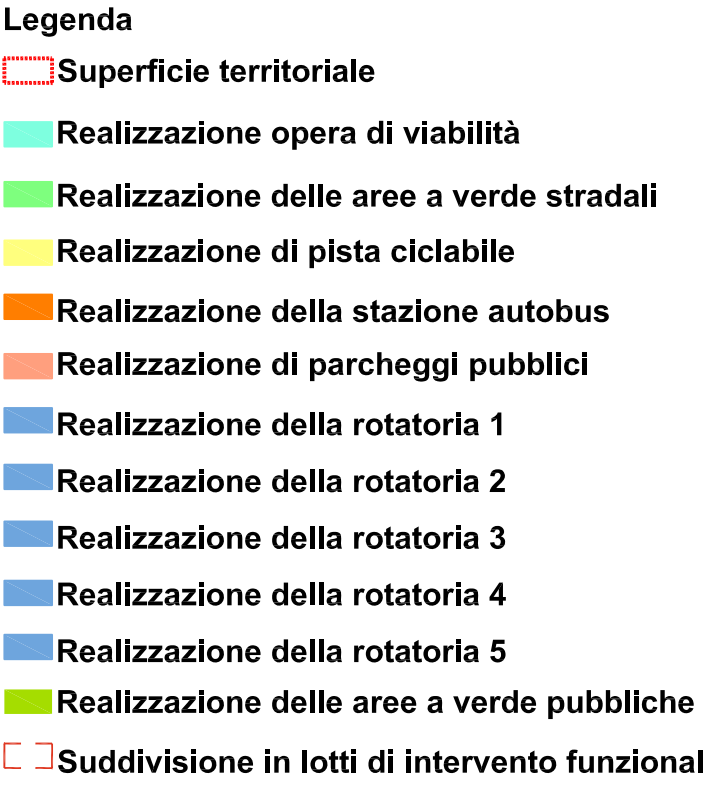 Legenda
Superficie territoriale
Realizzazione opera di viabilità
Realizzazione delle aree a verde stradali
Realizzazione di pista ciclabile
Realizzazione della stazione autobus
Realizzazione di parcheggi pubblici
Realizzazione della rotatoria 1
Realizzazione della rotatoria 2
Realizzazione della rotatoria 3
Realizzazione della rotatoria 4
Realizzazione della rotatoria 5
Realizzazione delle aree a verde pubbliche
Suddivisione in lotti di intervento funzional